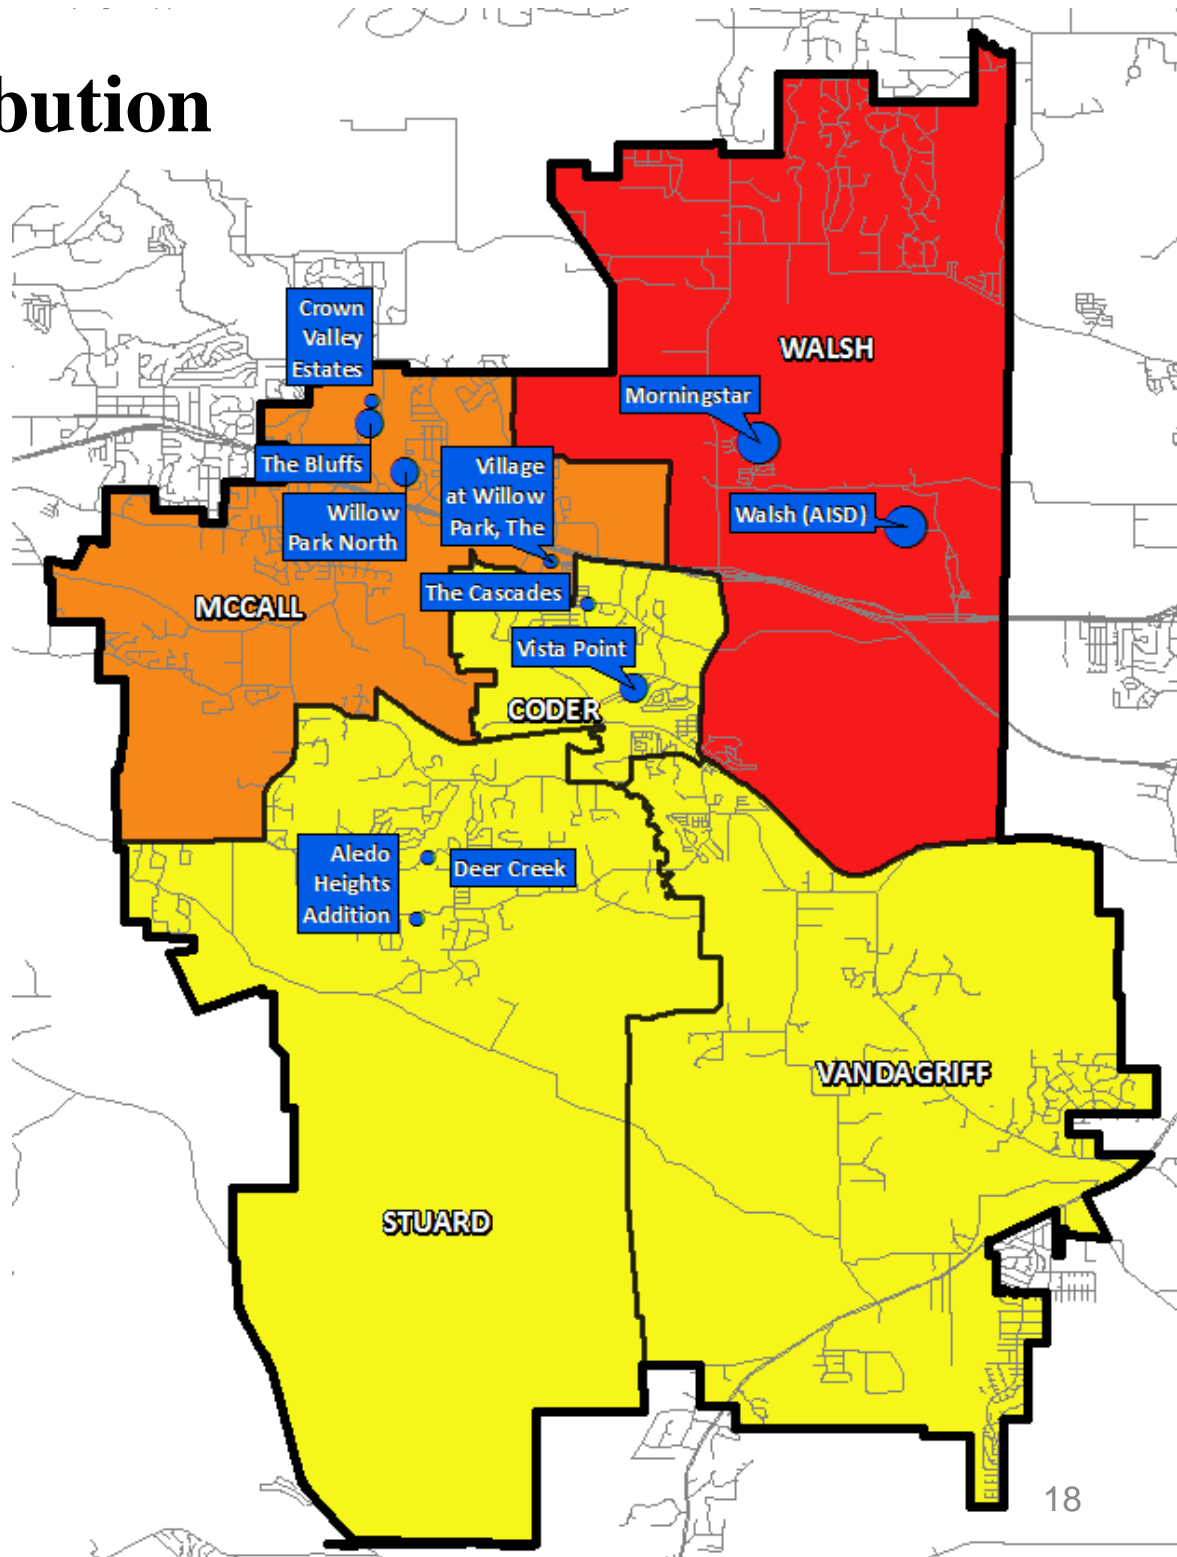 bution
WALSH
Crown
Valley
Estates
Morningstar
The Bluffs
Village
at Willow
Park, The
Willow
Park North
Walsh (AISD)
The Cascades
MCCALL
Vista Point
CODER
Aledo
Heights
Addition
Deer Creek
VANDAGRIFF
STUARD
18